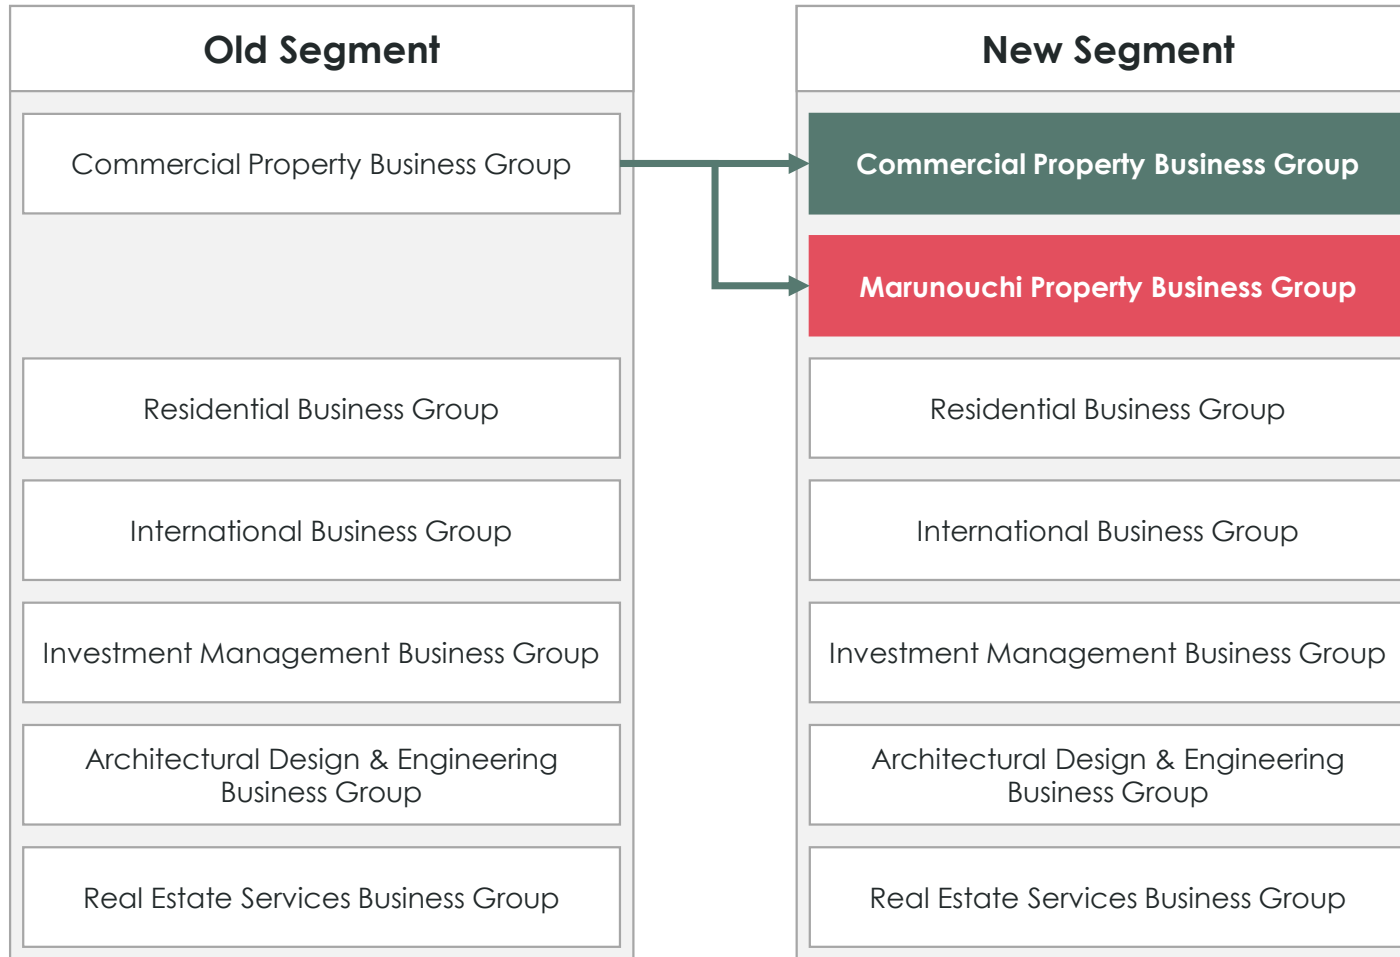 Old Segment
Commercial Property Business Group
Residential Business Group
International Business Group
Investment Management Business Group
Architectural Design & Engineering
Business Group
Real Estate Services Business Group
New Segment
Commercial Property Business Group
Marunouchi Property Business Group
Residential Business Group
International Business Group
Investment Management Business Group
Architectural Design & Engineering
Business Group
Real Estate Services Business Group